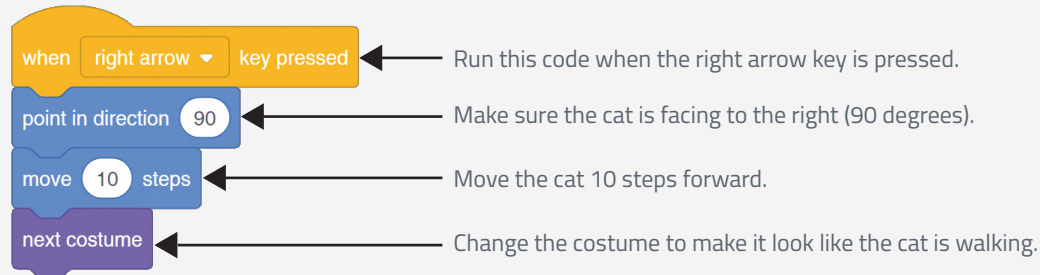 when right arrow key pressed Run this code when the right arrow key is pressed.
point in direction 90 Make sure the cat is facing to the right (90 degrees).
move 10 steps Move the cat 10 steps forward.
next costume Change the costume to make it look like the cat is walking.